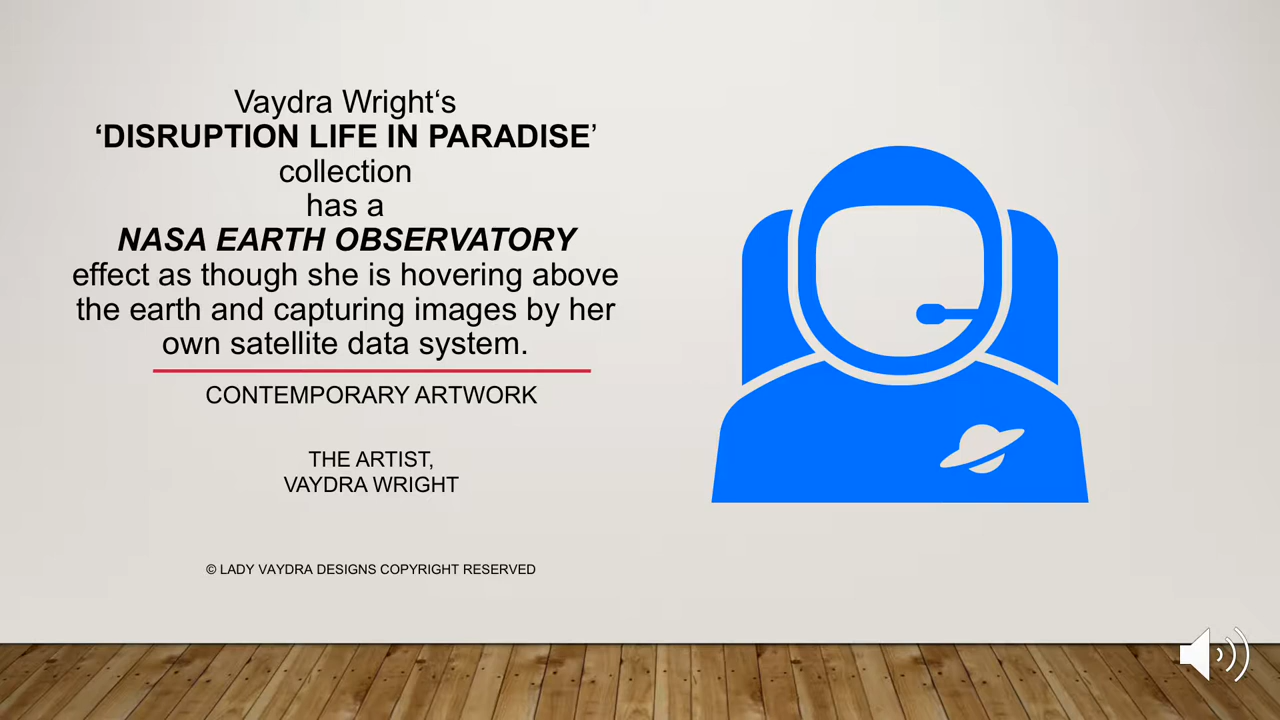 Vaydra Wright‘s
‘DISRUPTION LIFE IN PARADISE’
collection
has a
NASA EARTH OBSERVATORY
effect as though she is hovering above
the earth and capturing images by her
own satellite data system.
CONTEMPORARY ARTWORK
THE ARTIST,
VAYDRA WRIGHT
© LADY VAYDRA DESIGNS COPYRIGHT RESERVED